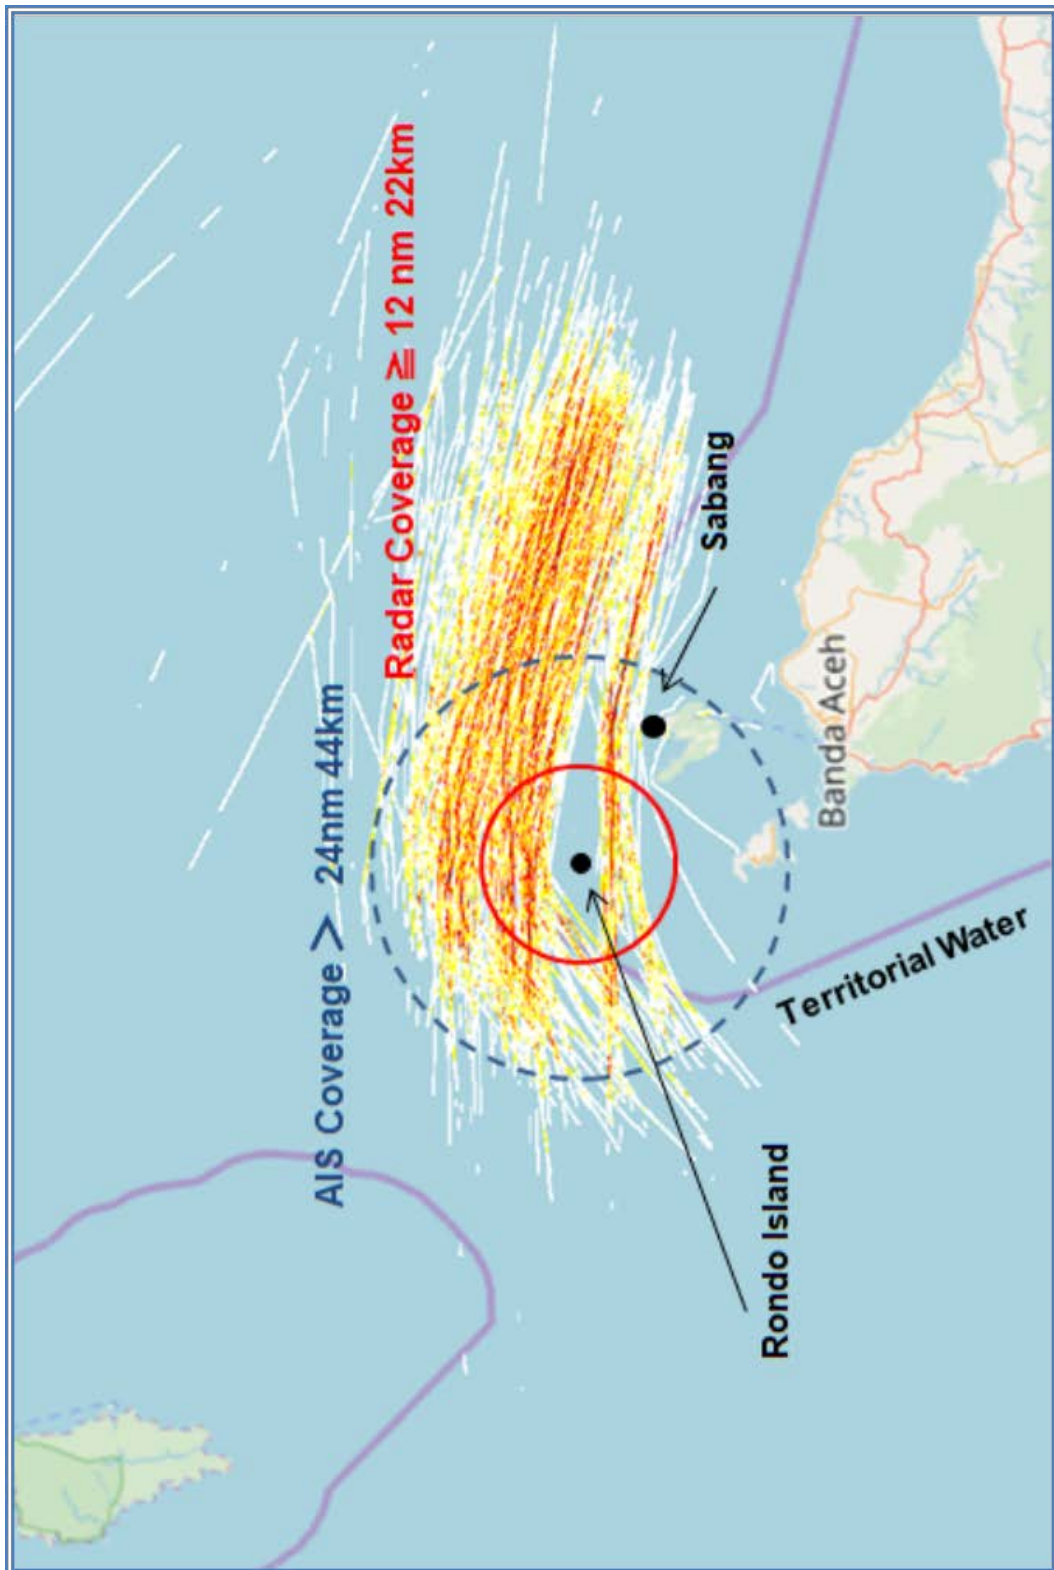 AIS Coverage > 24nm 44km
Radar Coverage ≧ 12 nm 22km
Sabang
Rondo Island
Banda Aceh
Territorial Water